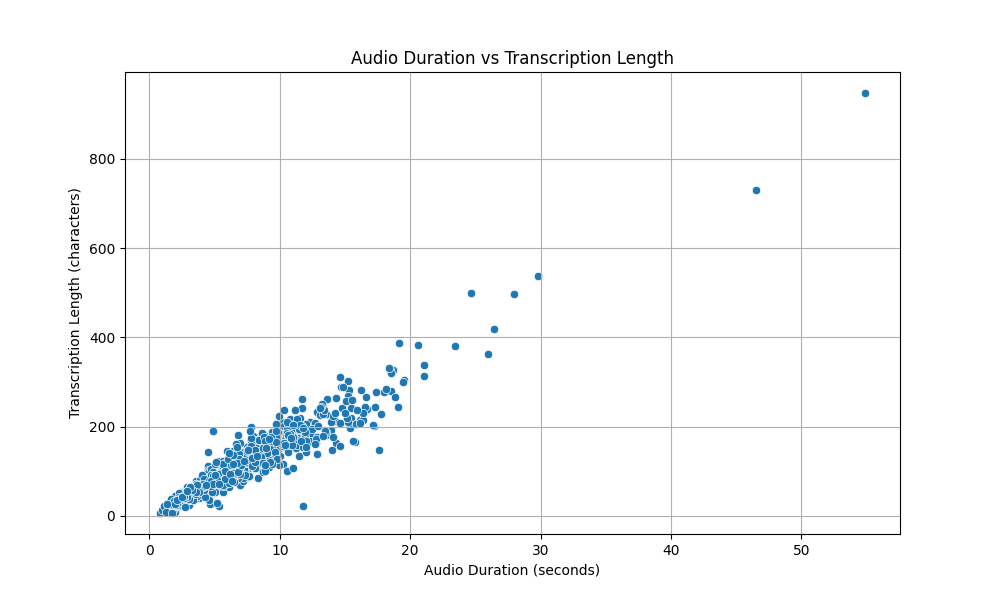 Audio Duration vs Transcription Length
Transcription Length (characters)
800
600
400
200
0
0 10 20 30 40 50
Audio Duration (seconds)